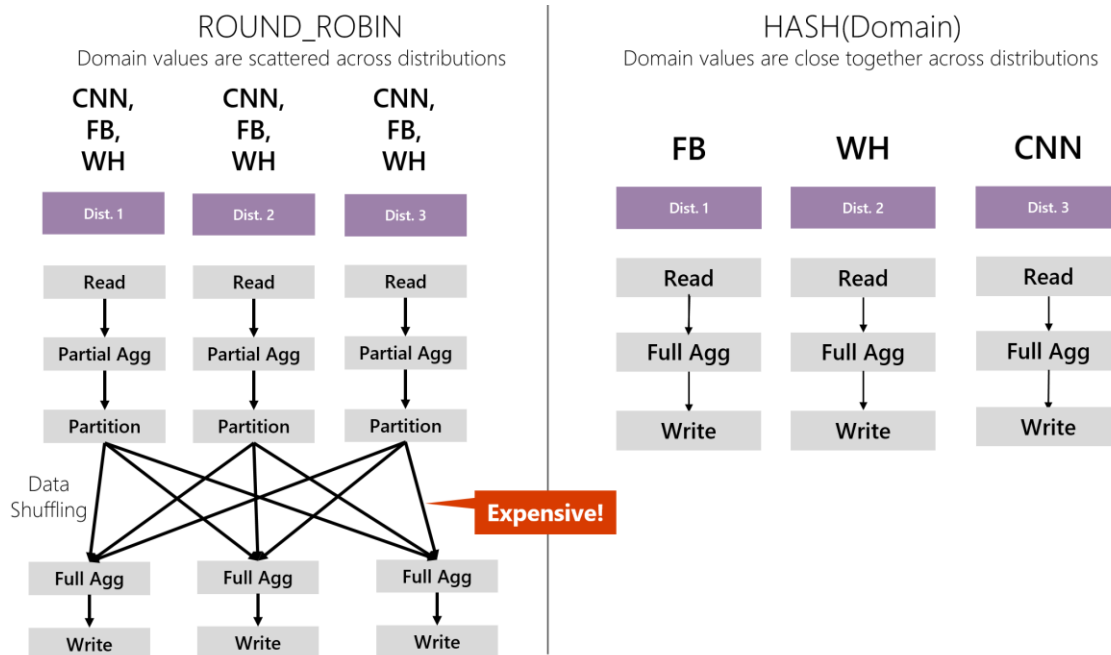 ROUND_ROBIN
Domain values are scattered across distributions
CNN,
FB,
WH
CNN,
FB,
WH
CNN,
FB,
WH
Dist. 1
Dist. 2
Dist. 3
Read
Read
Read
Partial Agg
Partial Agg
Partial Agg
Partition
Partition
Partition
Data
Shuffling
Expensive!
Full Agg
Full Agg
Full Agg
Write
Write
Write
HASH(Domain)
Domain values are close together across distributions
FB
WH
CNN
Dist. 1
Dist. 2
Dist. 3
Read
Read
Read
Full Agg
Full Agg
Full Agg
Write
Write
Write